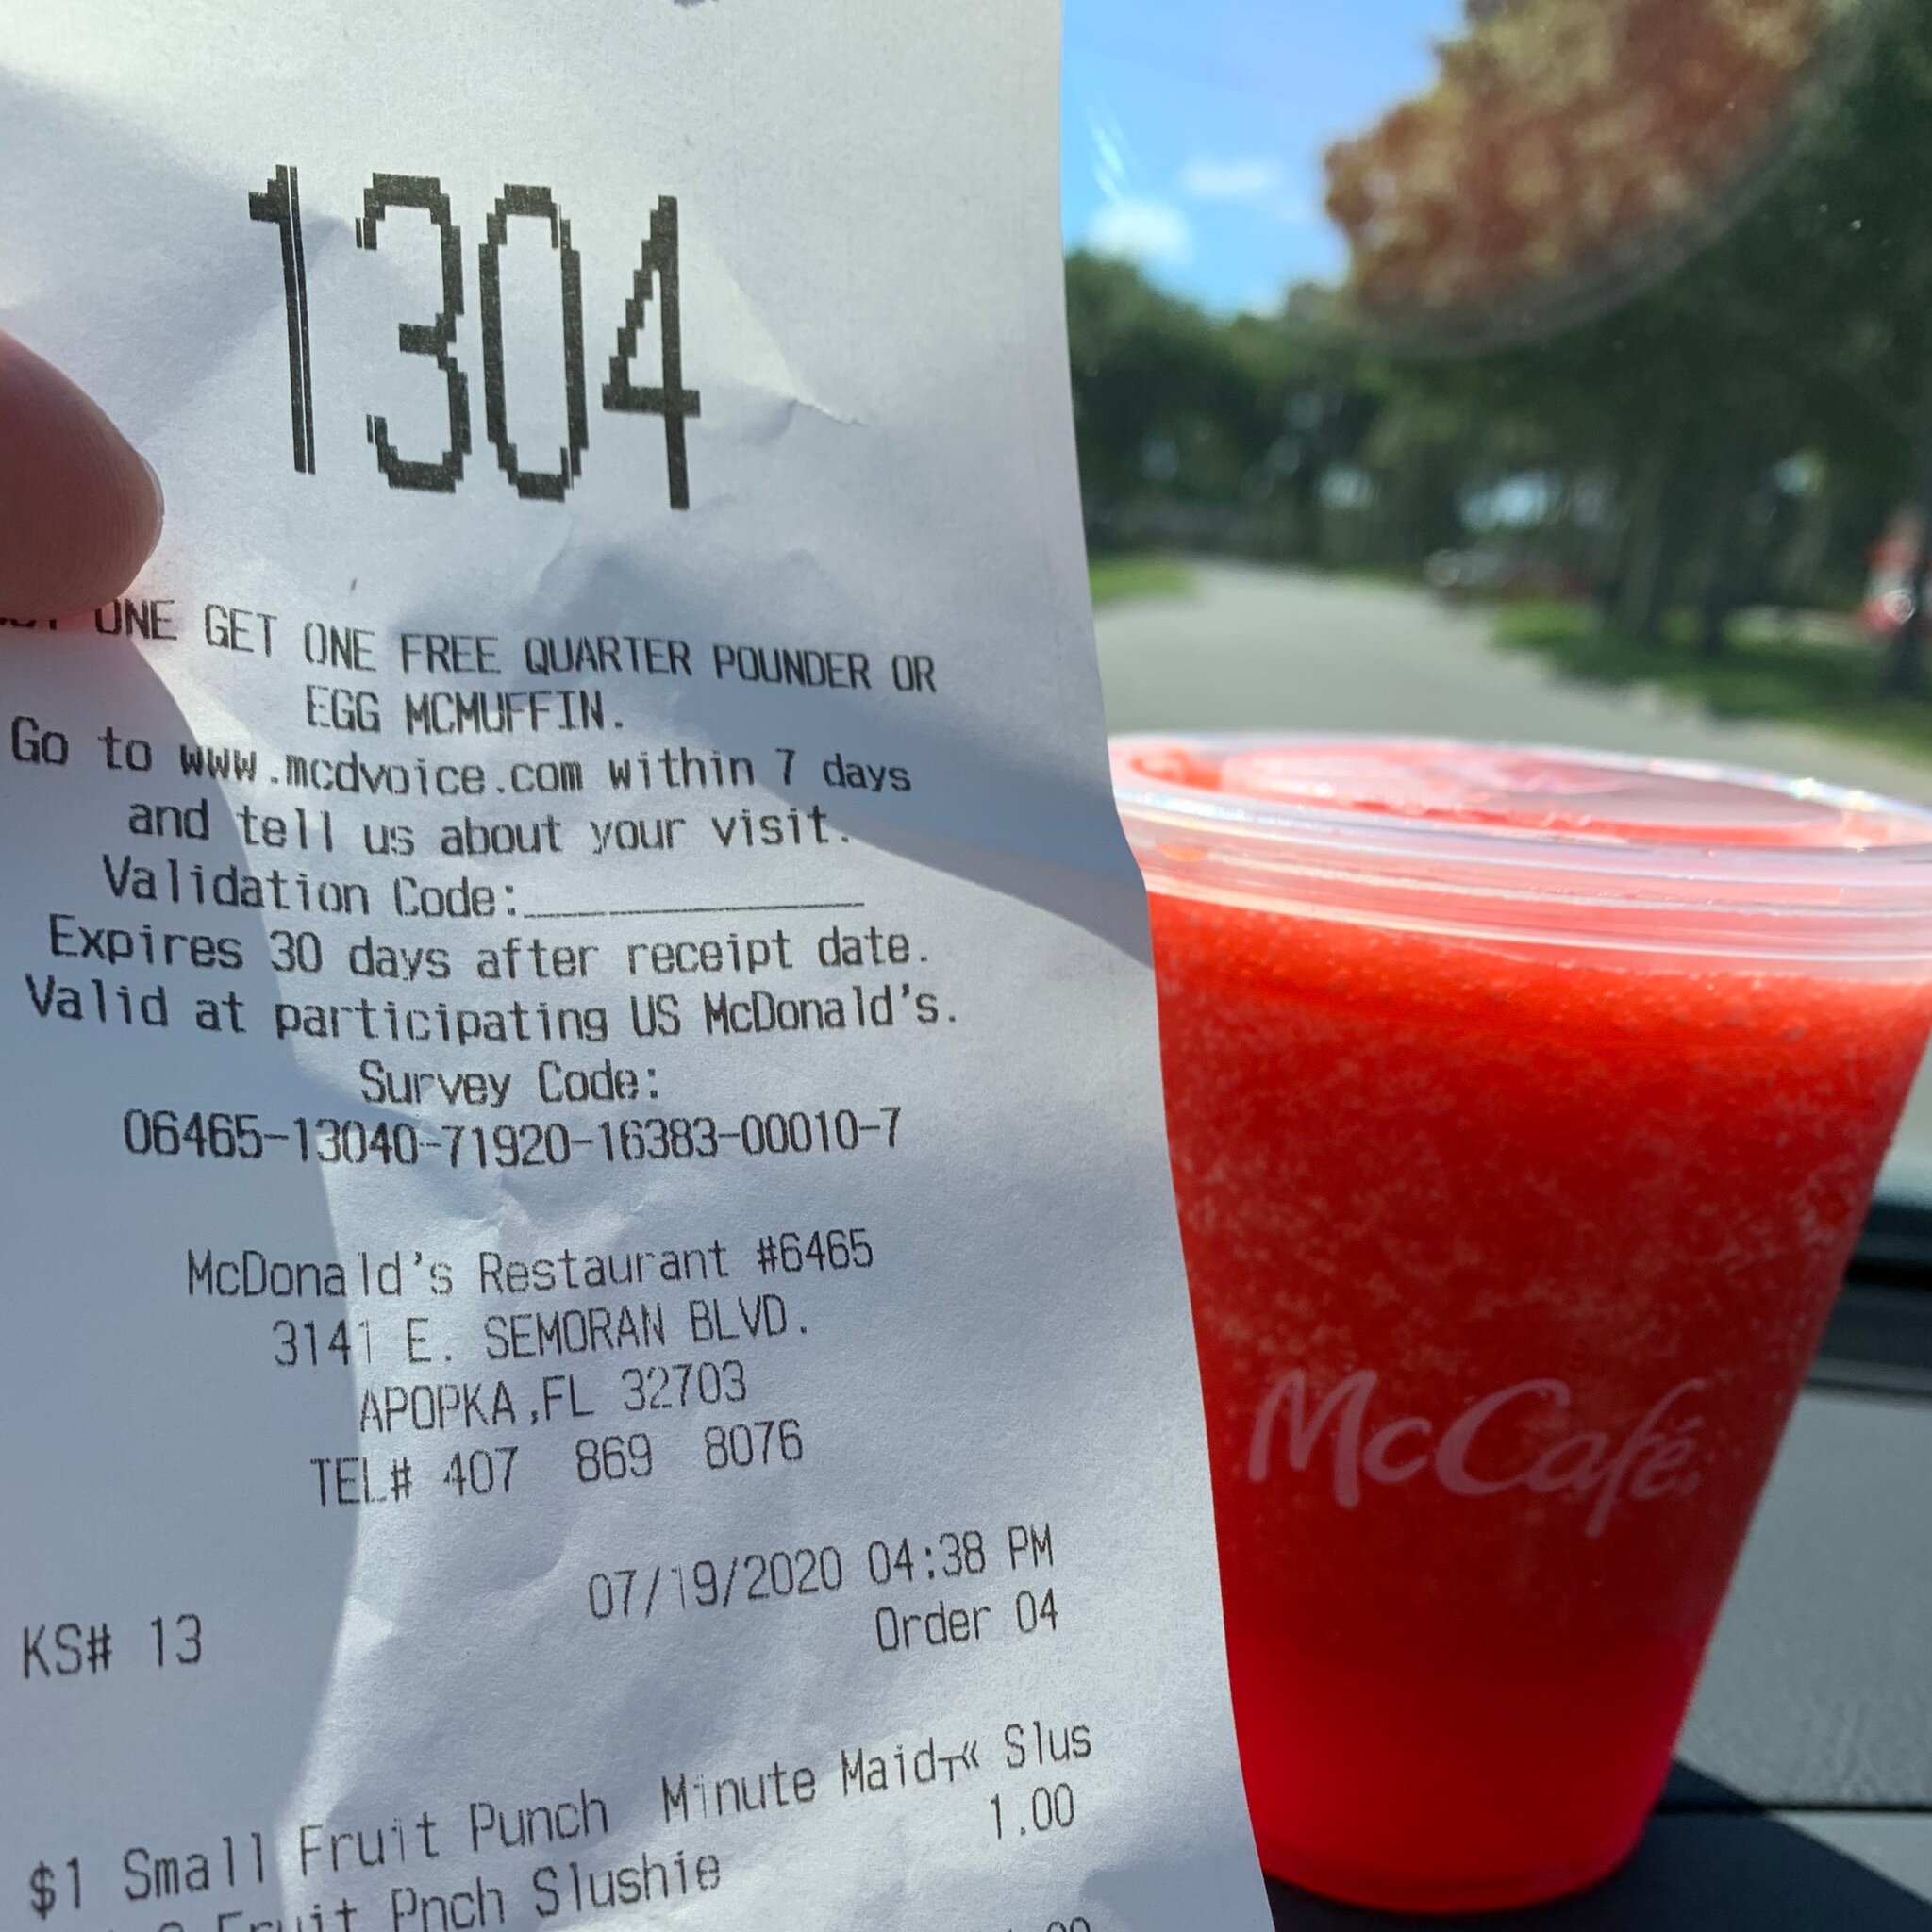 1304
ONE GET ONE FREE QUARTER POUNDER OR
EGG MCMUFFIN.
Go to www.mcdvoice.com within 7 days
and tell us about your visit.
Validation Code:
Expires 30 days after receipt date.
Valid at participating US McDonald's.
Survey Code:
06465-13040-71920-16383-00010-7
McDonald's Restaurant #6465
3141 E. SEMORAN BLVD.
APOPKA,FL 32703
TEL# 407 869 8076
07/19/2020 04:38 PM
KS# 13
Order 04
$1 Small Fruit Punch Minute Maid┬« Slus
1.00
Fruit Pnch Slushie
McCafé